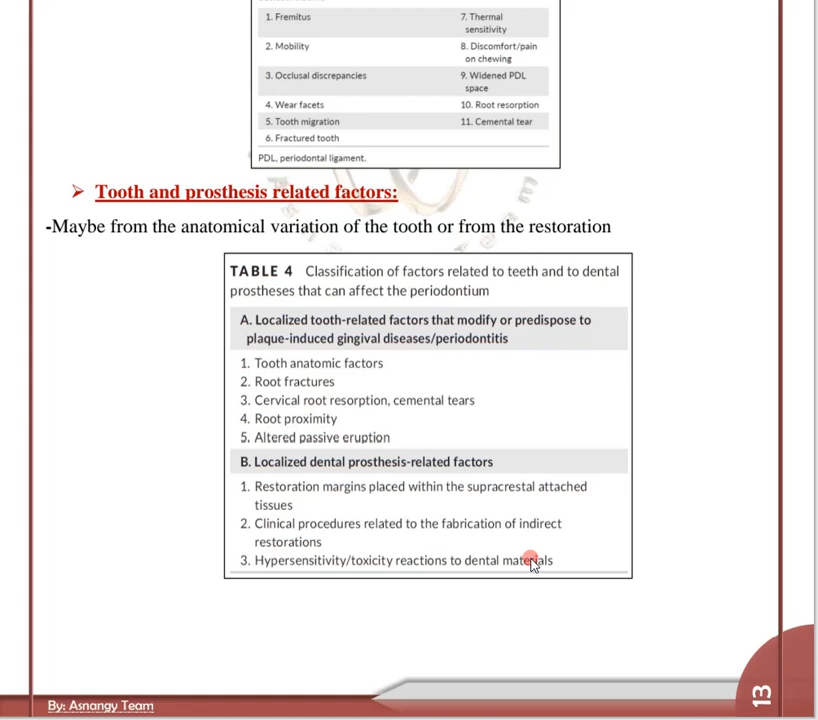 1. Fremitus
7. Thermal
sensitivity
2. Mobility
8. Discomfort/pain
on chewing
3. Occlusal discrepancies
9. Widened PDL
space
4. Wear facets
10. Root resorption
5. Tooth migration
11. Cemental tear
6. Fractured tooth
PDL, periodontal ligament.
➢ Tooth and prosthesis related factors:
-Maybe from the anatomical variation of the tooth or from the restoration
TABLE 4 Classification of factors related to teeth and to dental
prostheses that can affect the periodontium
A. Localized tooth-related factors that modify or predispose to
plaque-induced gingival diseases/periodontitis
1. Tooth anatomic factors
2. Root fractures
3. Cervical root resorption, cemental tears
4. Root proximity
5. Altered passive eruption
B. Localized dental prosthesis-related factors
1. Restoration margins placed within the supracrestal attached
tissues
2. Clinical procedures related to the fabrication of indirect
restorations
3. Hypersensitivity/toxicity reactions to dental materials
By: Asnangy Team
13